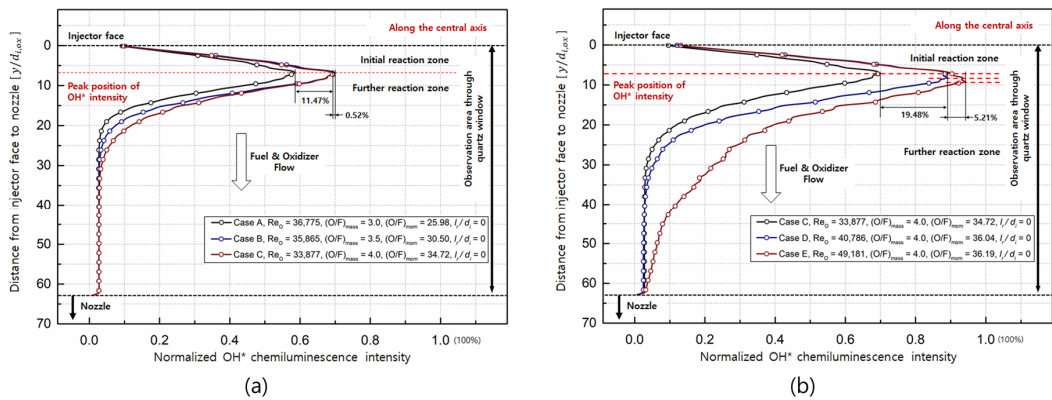 Injector face
Along the central axis
Initial reaction zone
Peak position of
OH* intensity
Further reaction zone
11.47%
0.52%
Fuel & Oxidizer
Flow
Observation area through
quartz window
Case A, Re_O = 36,775, (O/F)_mass = 3.0, (O/F)_mom = 25.98, l_r/ d_i = 0
Case B, Re_O = 35,865, (O/F)_mass = 3.5, (O/F)_mom = 30.50, l_r/ d_i = 0
Case C, Re_O = 33,877, (O/F)_mass = 4.0, (O/F)_mom = 34.72, l_r/ d_i = 0
Nozzle
Distance from injector face to nozzle [y/d_i,ox]
0
10
20
30
40
50
60
70
0.0 0.2 0.4 0.6 0.8 1.0 (100%)
Normalized OH* chemiluminescence intensity
(a)
Injector face
Along the central axis
Initial reaction zone
Peak position of
OH* intensity
19.48%
5.21%
Further reaction zone
Fuel & Oxidizer
Flow
Observation area through
quartz window
Case C, Re_O = 33,877, (O/F)_mass = 4.0, (O/F)_mom = 34.72, l_r/ d_i = 0
Case D, Re_O = 40,786, (O/F)_mass = 4.0, (O/F)_mom = 36.04, l_r/ d_i = 0
Case E, Re_O = 49,181, (O/F)_mass = 4.0, (O/F)_mom = 36.19, l_r/ d_i = 0
Nozzle
Distance from injector face to nozzle [y/d_i,ox]
0
10
20
30
40
50
60
70
0.0 0.2 0.4 0.6 0.8 1.0 (100%)
Normalized OH* chemiluminescence intensity
(b)